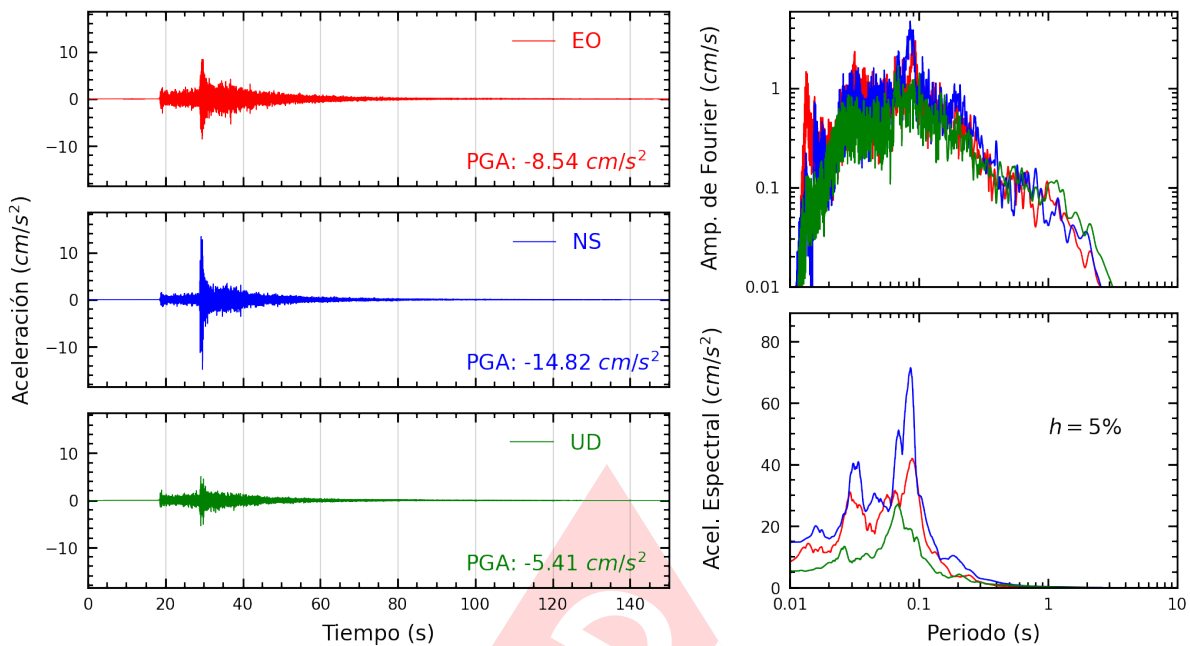 EO
10
0
−10
PGA: -8.54 cm/s²
NS
10
0
−10
PGA: -14.82 cm/s²
UD
10
0
−10
PGA: -5.41 cm/s²
0 20 40 60 80 100 120 140
Tiempo (s)
Aceleración (cm/s²)
Amp. de Fourier (cm/s)
1
0.1
0.01
Acel. Espectral (cm/s²)
80
60
40
20
0
h = 5%
0.01 0.1 1 10
Periodo (s)